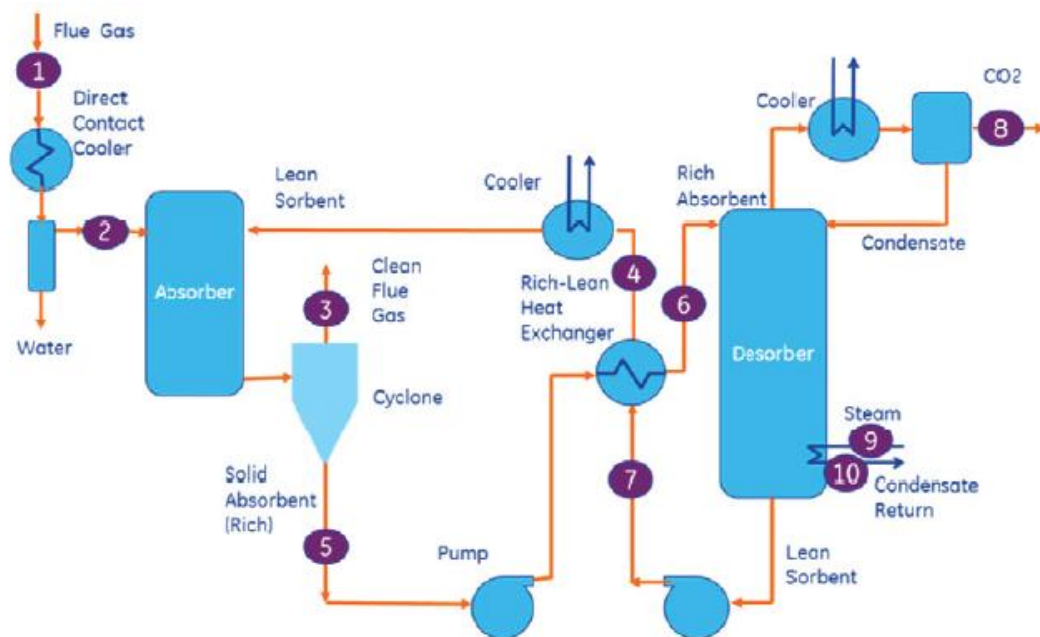 Flue Gas
1
Direct
Contact
Cooler
2
Water
Absorber
Lean
Sorbent
Clean
Flue
Gas
3
Cyclone
Solid
Absorbent
(Rich)
5
Pump
Cooler
4
Rich-Lean
Heat
Exchanger
6
7
Rich
Absorbent
Desorber
Cooler
CO2
8
Condensate
Steam
9
10
Condensate
Return
Lean
Sorbent